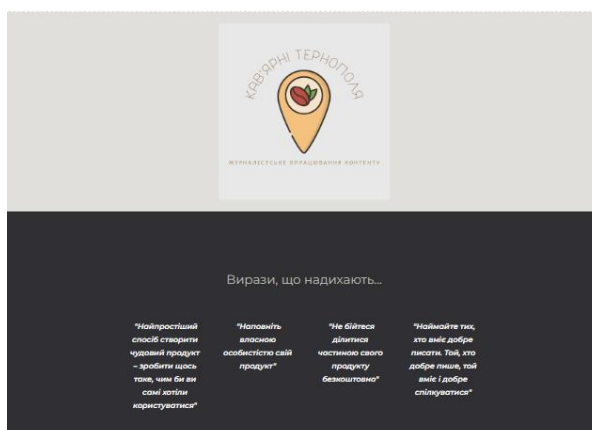 КАВ'ЯРНІ ТЕРНОПОЛЯ
ЖУРНАЛІСТСЬКЕ ОПРАЦЮВАННЯ КОНТЕНТУ
Вирази, що надихають...
"Найпростіший
спосіб створити
чудовий продукт
– зробити щось
таке, чим би ви
самі хотіли
користуватися"
"Наповніть
власною
особистістю свій
продукт"
"Не бійтеся
ділитися
частиною свого
продукту
безкоштовно"
"Наймайте тих,
хто вміє добре
писати. Той, хто
добре пише, той
вміє і добре
спілкуватися"